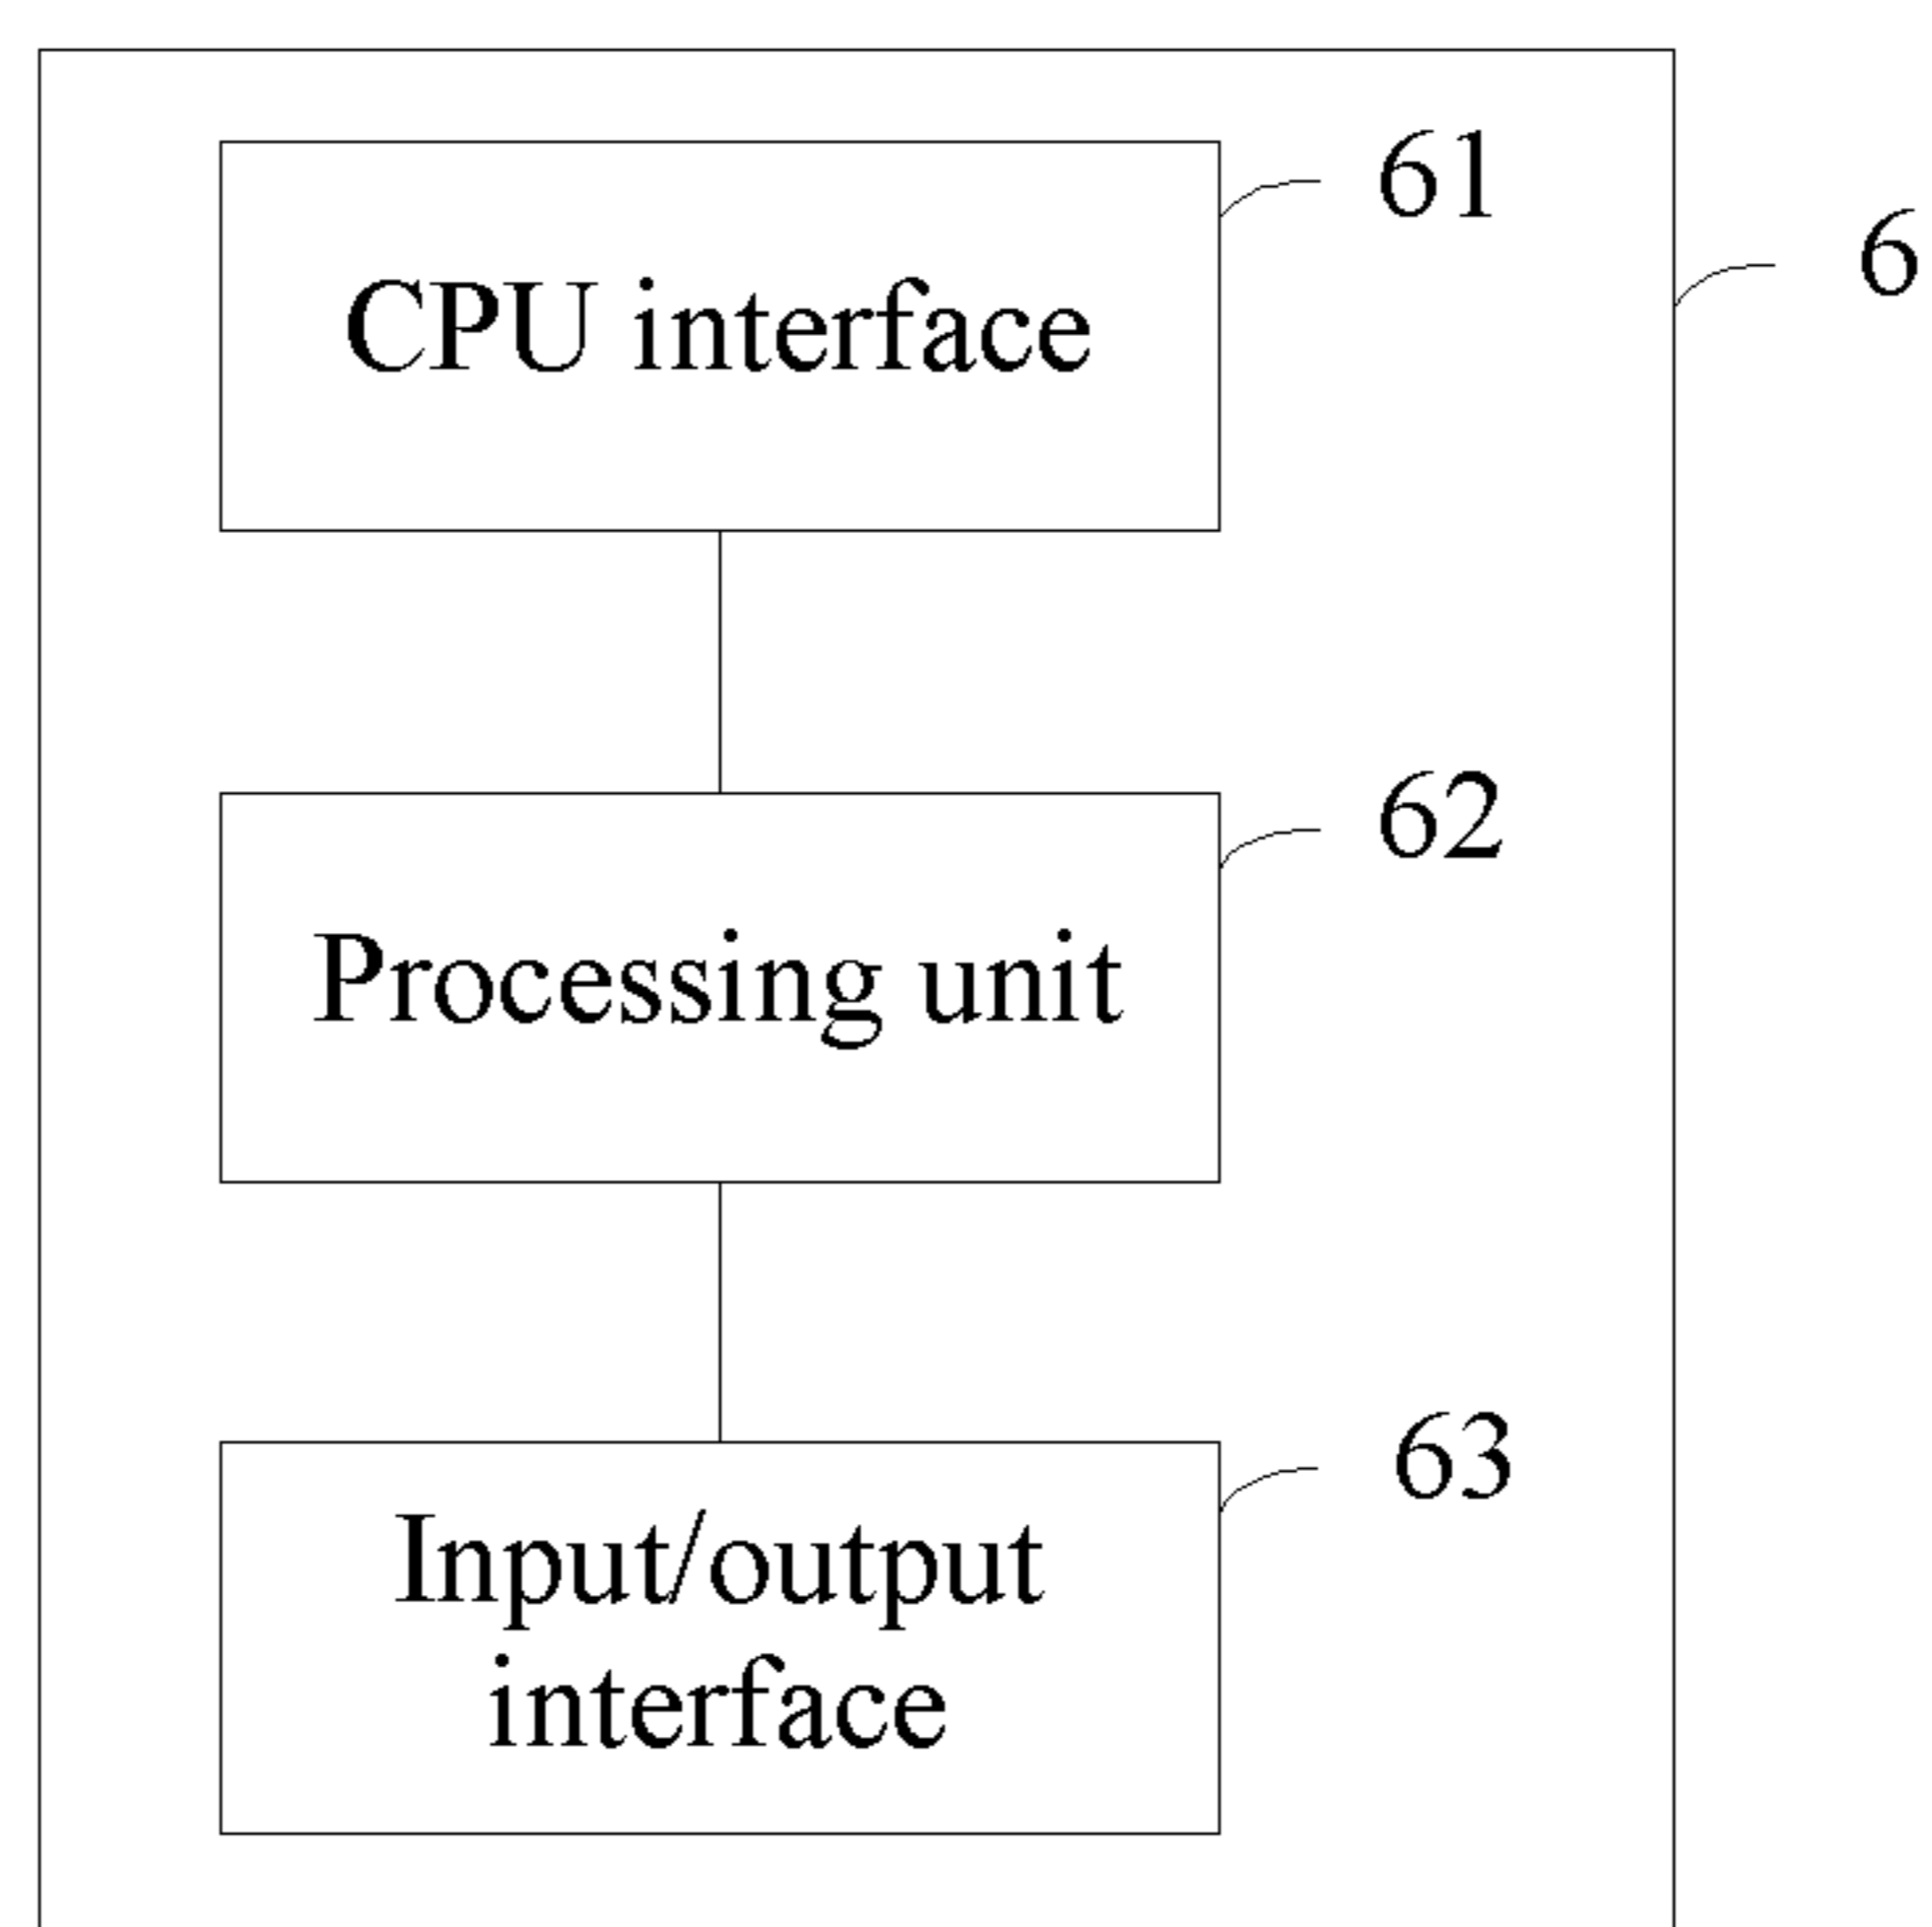 61
6
CPU interface
62
Processing unit
63
Input/output
interface